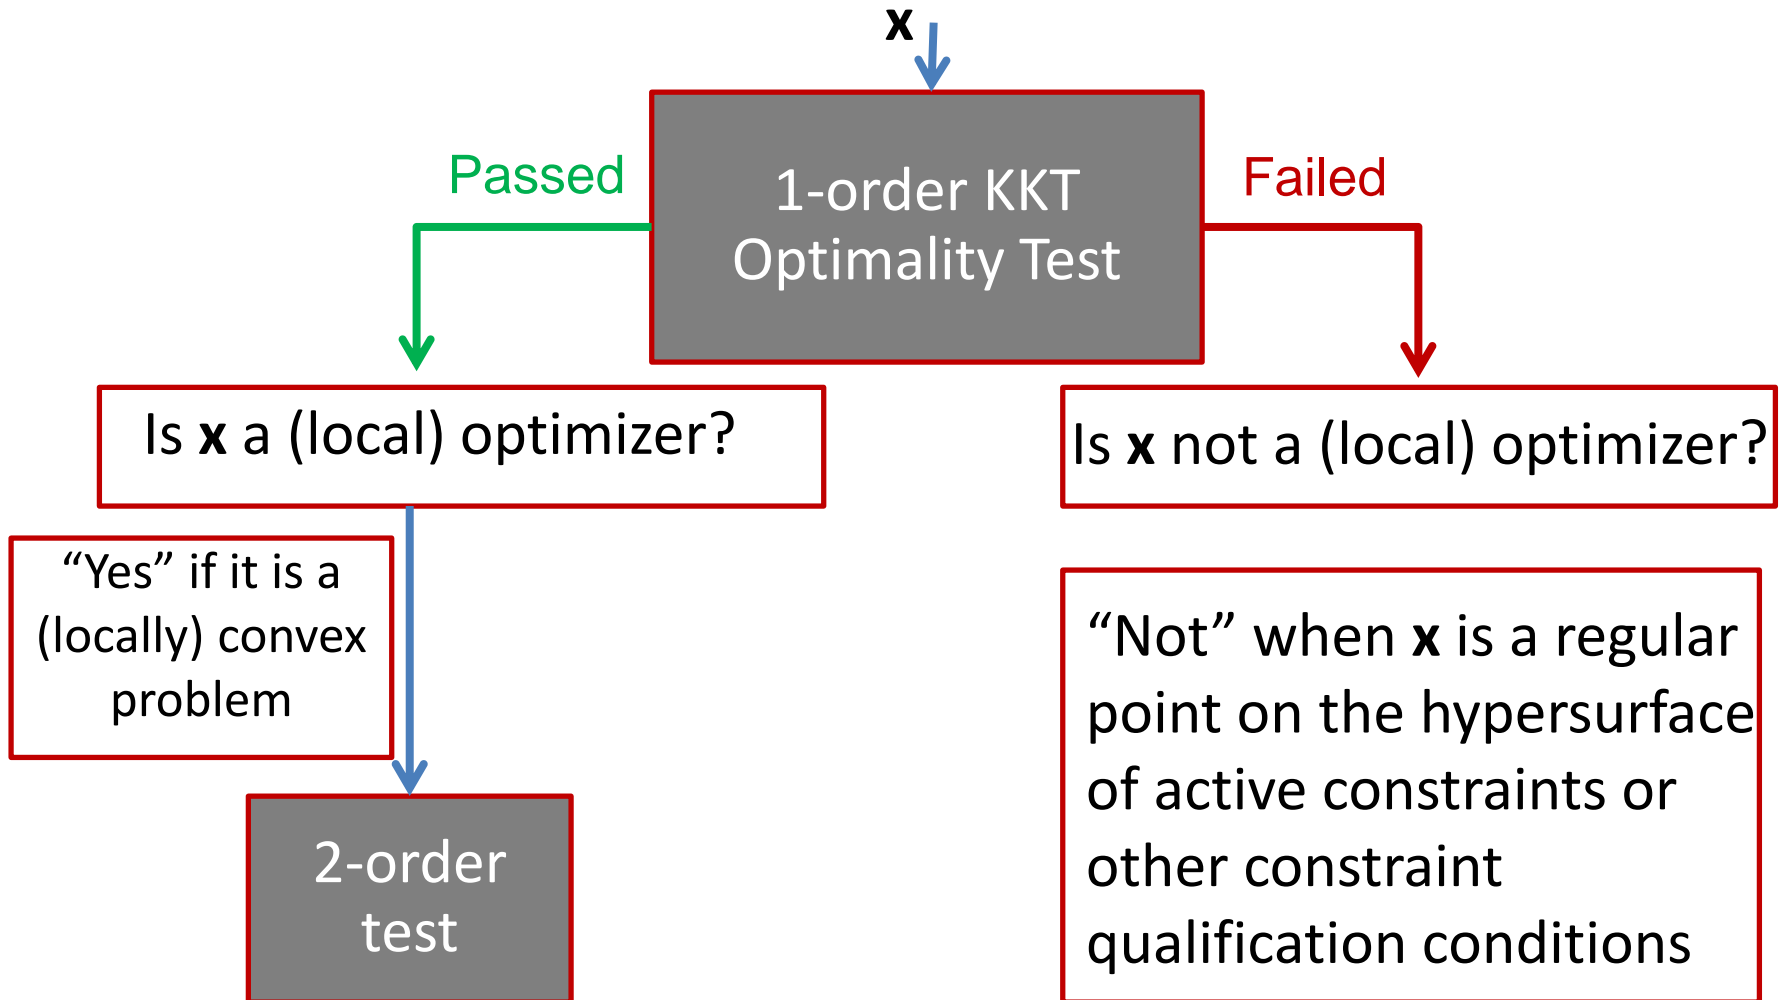 x
Passed
1-order KKT
Optimality Test
Failed
Is x a (local) optimizer?
Is x not a (local) optimizer?
“Yes” if it is a
(locally) convex
problem
“Not” when x is a regular
point on the hypersurface
of active constraints or
other constraint
qualification conditions
2-order
test